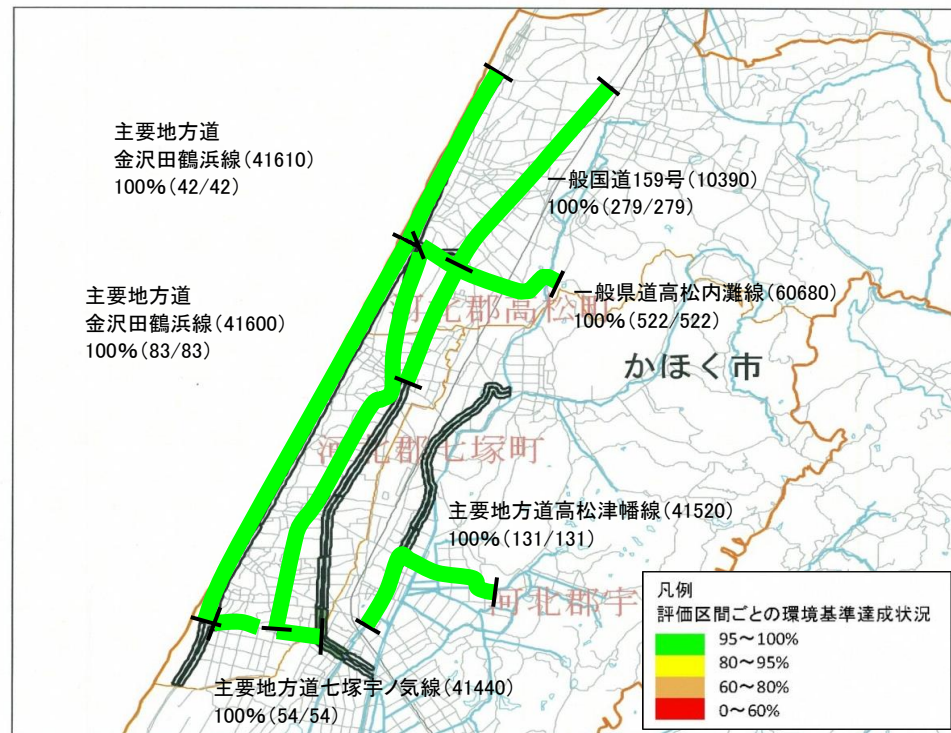 主要地方道
金沢田鶴浜線(41610)
100%(42/42)
一般国道159号(10390)
100%(279/279)
主要地方道
金沢田鶴浜線(41600)
100%(83/83)
一般県道高松内灘線(60680)
100%(522/522)
河北郡高松町
かほく市
河北郡七塚町
主要地方道高松津幡線(41520)
100%(131/131)
河北郡宇
主要地方道七塚宇ノ気線(41440)
100%(54/54)
凡例
評価区間ごとの環境基準達成状況
95~100%
80~95%
60~80%
0~60%